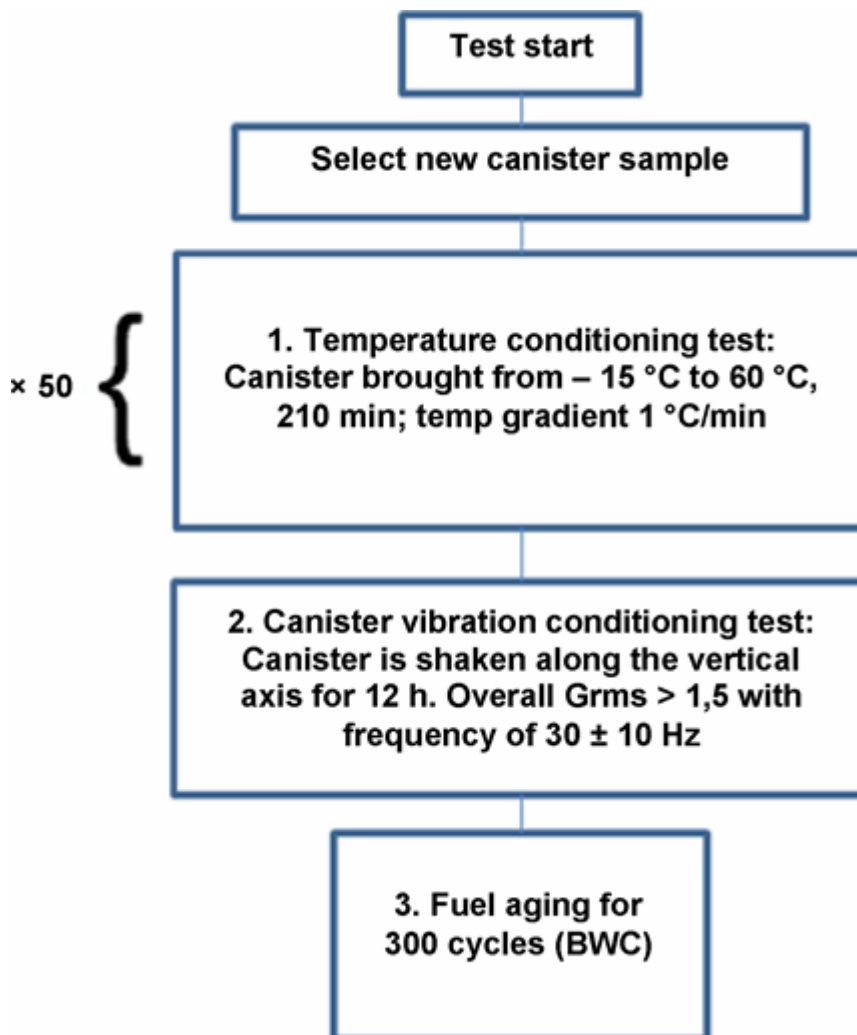 Test start
Select new canister sample
× 50
{
1. Temperature conditioning test:
Canister brought from – 15 °C to 60 °C,
210 min; temp gradient 1 °C/min
2. Canister vibration conditioning test:
Canister is shaken along the vertical
axis for 12 h. Overall Grms > 1,5 with
frequency of 30 ± 10 Hz
3. Fuel aging for
300 cycles (BWC)